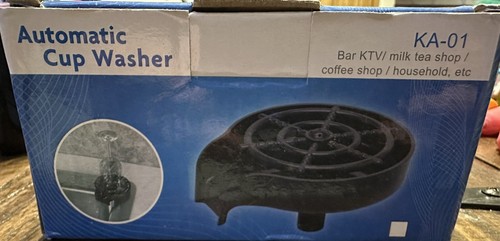 Automatic
Cup Washer
KA-01
Bar KTV/ milk tea shop /
coffee shop / household, etc